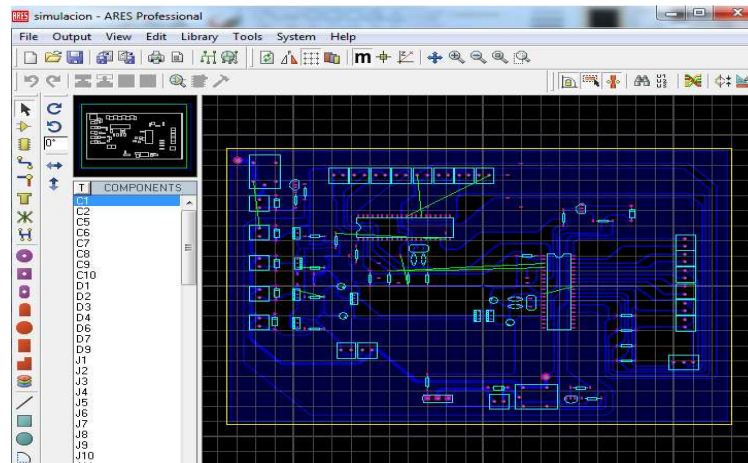 ARES simulacion - ARES Professional
File Output View Edit Library Tools System Help
m
0°
T COMPONENTS
C1
C2
C5
C6
C7
C8
C9
C10
D1
D2
D3
D4
D6
D7
D9
J1
J2
J3
J4
J5
J6
J7
J8
J9
J10